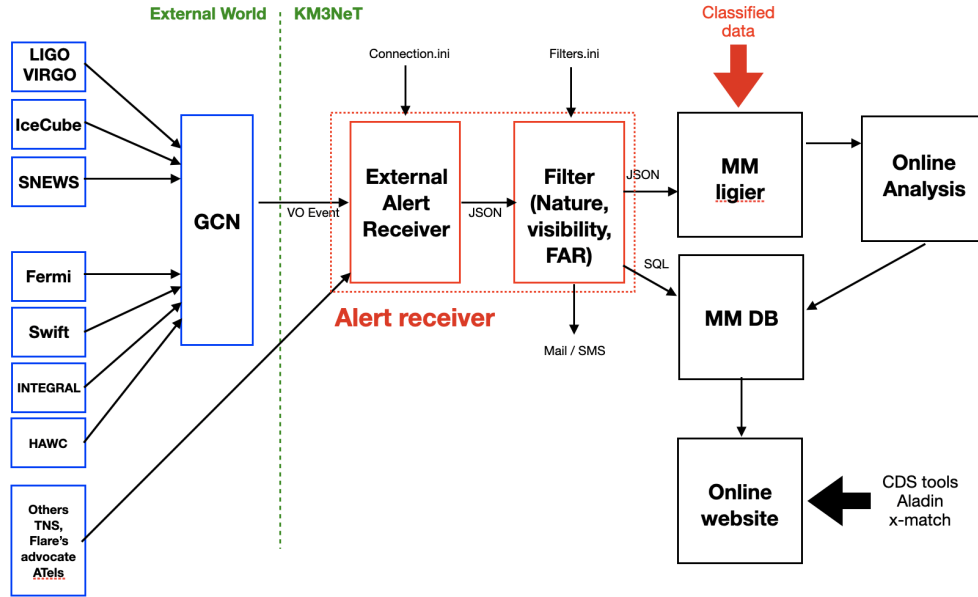 External World
KM3NeT
Classified
data
LIGO
VIRGO
IceCube
SNEWS
Fermi
Swift
INTEGRAL
HAWC
Others
TNS,
Flare's
advocate
ATels
GCN
VO Event
Connection.ini
Filters.ini
External
Alert
Receiver
JSON
Filter
(Nature,
visibility,
FAR)
Alert receiver
Mail / SMS
JSON
SQL
MM
ligier
Online
Analysis
MM DB
Online
website
CDS tools
Aladin
x-match